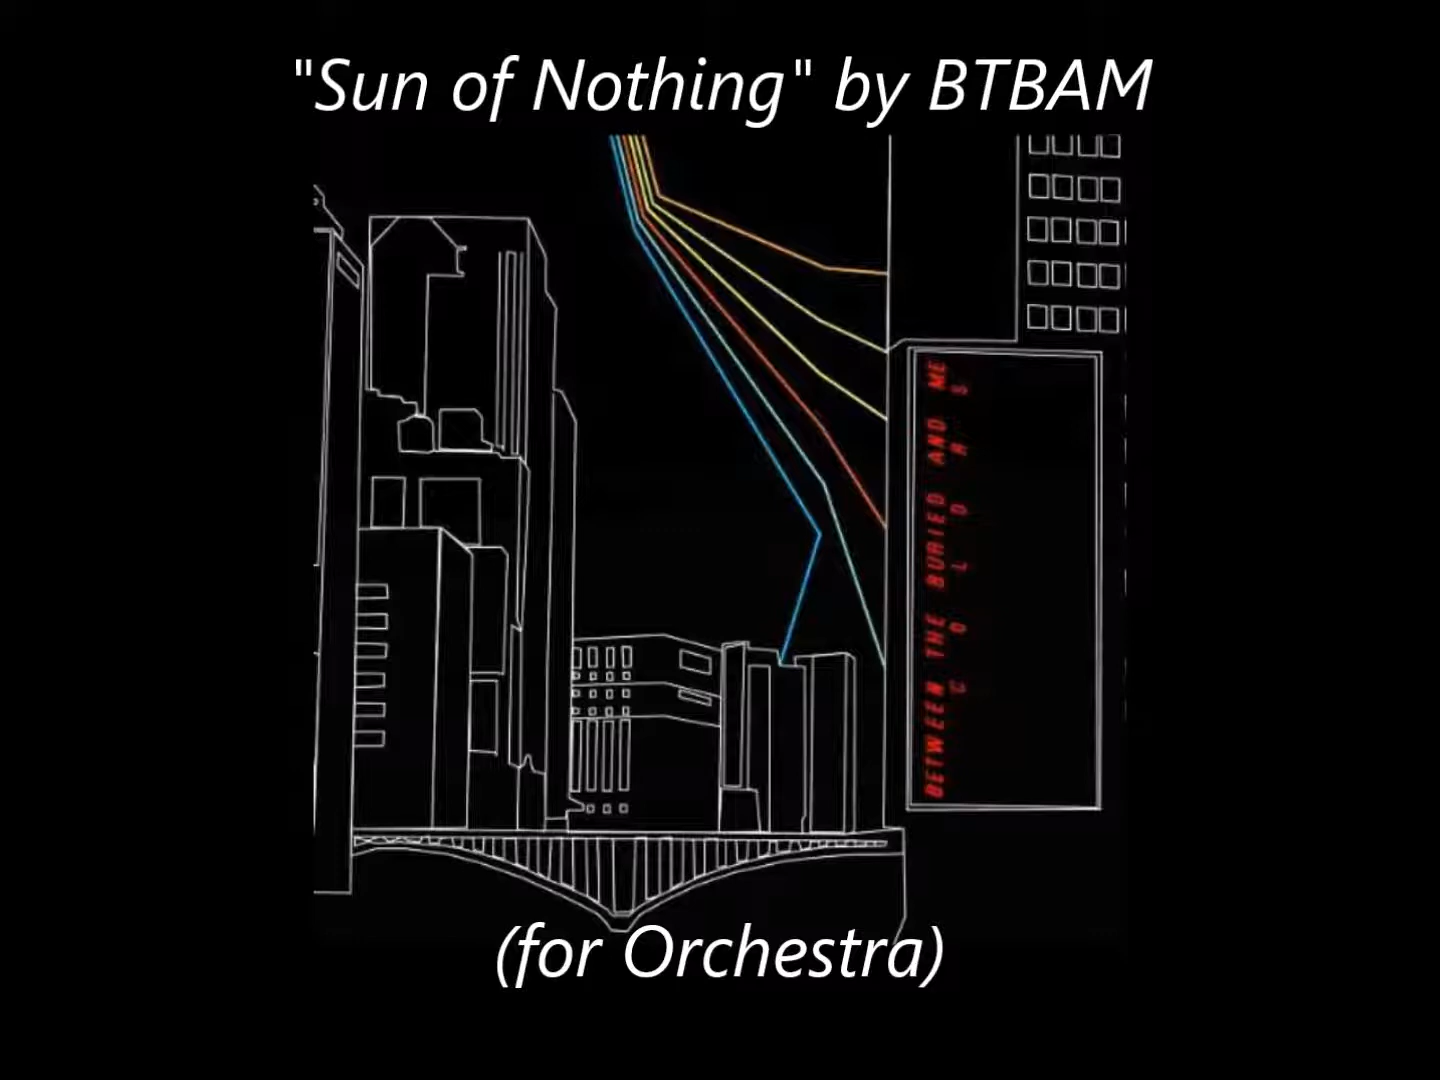 "Sun of Nothing" by BTBAM
BETWEEN THE BURIED AND ME
COLORS
(for Orchestra)